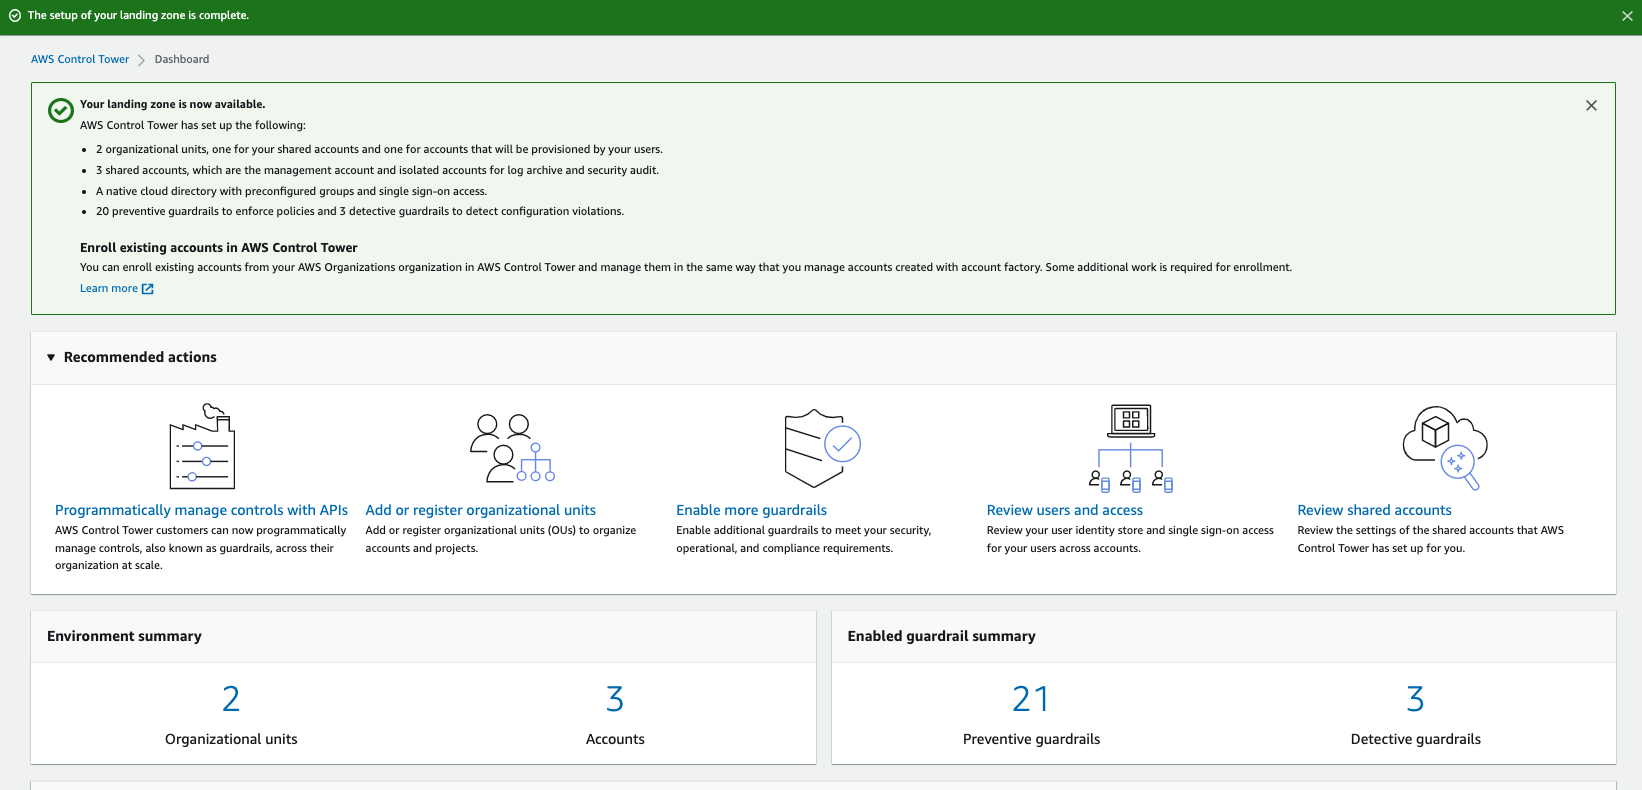 The setup of your landing zone is complete.
AWS Control Tower
Dashboard
Your landing zone is now available.
AWS Control Tower has set up the following:
2 organizational units, one for your shared accounts and one for accounts that will be provisioned by your users.
3 shared accounts, which are the management account and isolated accounts for log archive and security audit.
A native cloud directory with preconfigured groups and single sign-on access.
20 preventive guardrails to enforce policies and 3 detective guardrails to detect configuration violations.
Enroll existing accounts in AWS Control Tower
You can enroll existing accounts from your AWS Organizations organization in AWS Control Tower and manage them in the same way that you manage accounts created with account factory. Some additional work is required for enrollment.
Learn more
Recommended actions
Programmatically manage controls with APIs
AWS Control Tower customers can now programmatically
manage controls, also known as guardrails, across their
organization at scale.
Add or register organizational units
Add or register organizational units (OUs) to organize
accounts and projects.
Enable more guardrails
Enable additional guardrails to meet your security,
operational, and compliance requirements.
Review users and access
Review your user identity store and single sign-on access
for your users across accounts.
Review shared accounts
Review the settings of the shared accounts that AWS
Control Tower has set up for you.
Environment summary
2
Organizational units
3
Accounts
Enabled guardrail summary
21
Preventive guardrails
3
Detective guardrails